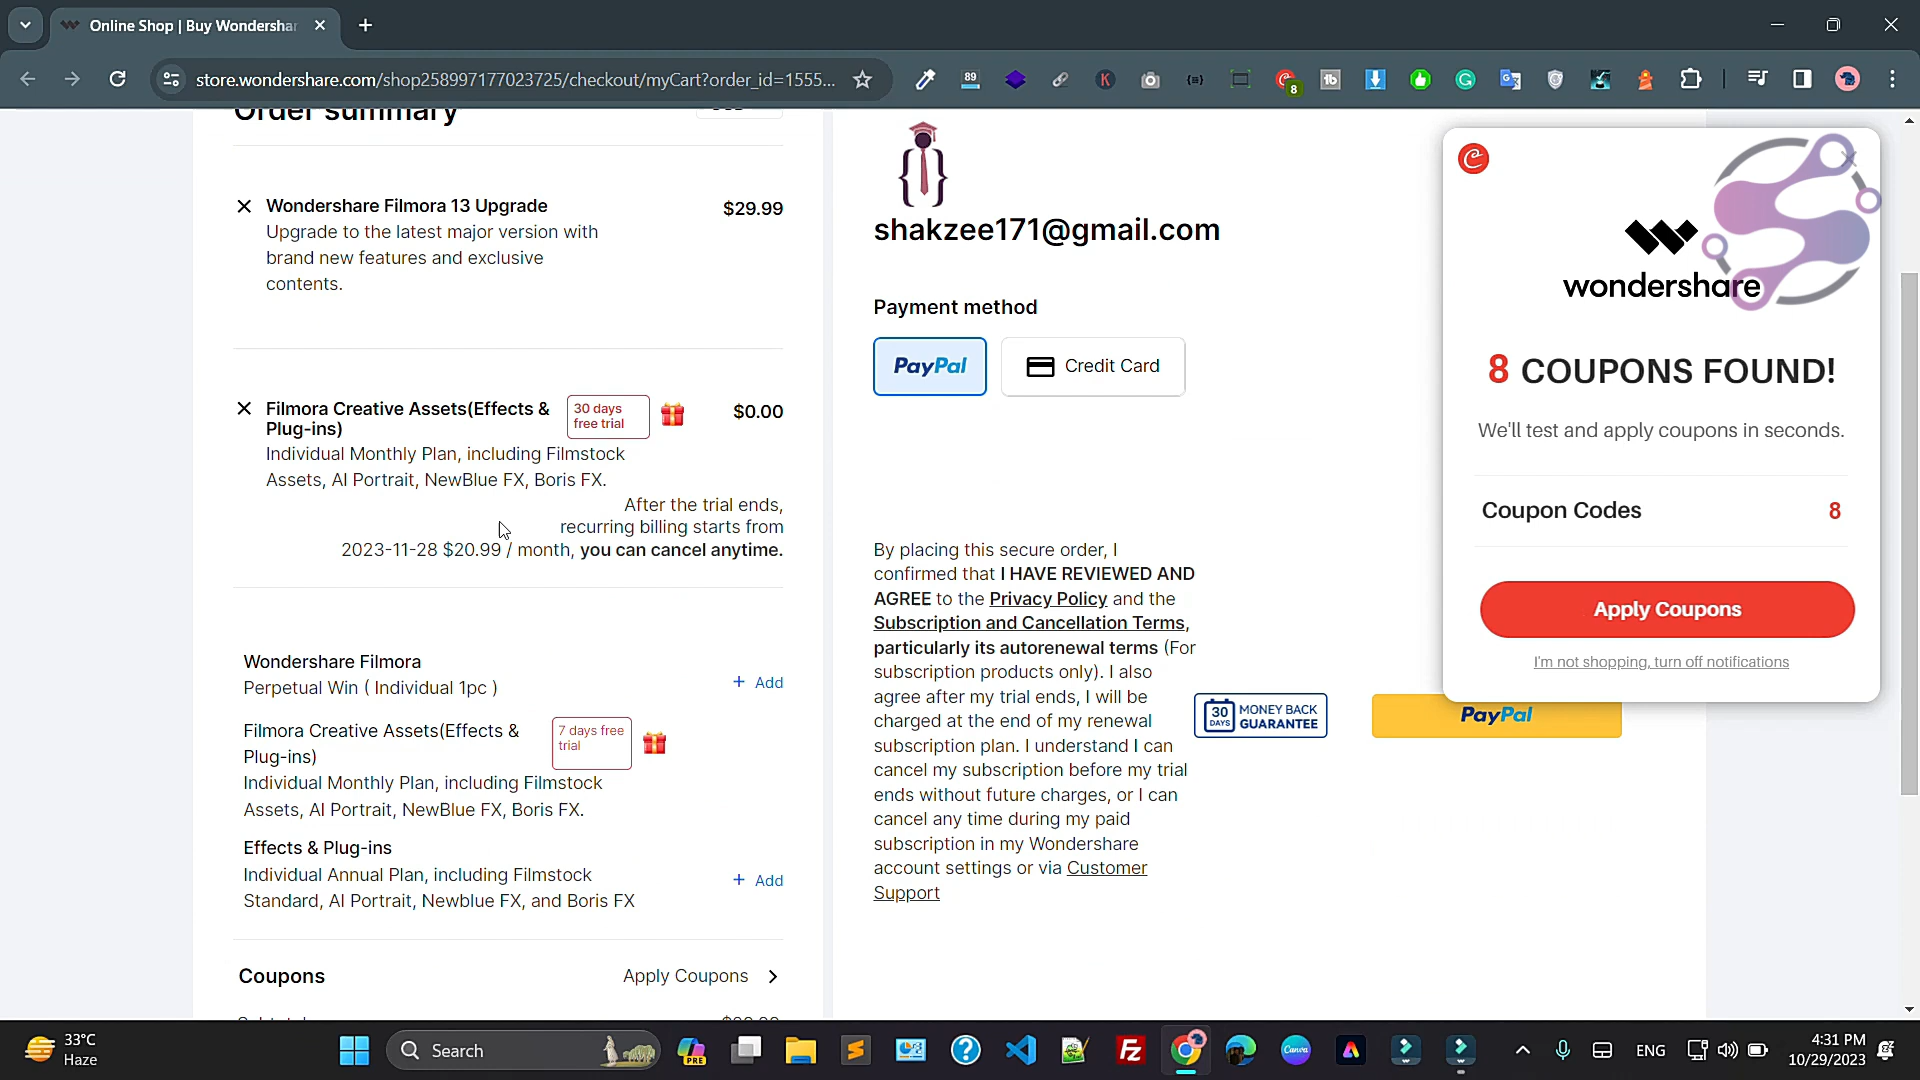 Online Shop | Buy Wondershar
store.wondershare.com/shop258997177023725/checkout/myCart?order_id=1555...
89
K
8
tb
Order summary
Wondershare Filmora 13 Upgrade
$29.99
Upgrade to the latest major version with
brand new features and exclusive
contents.
Filmora Creative Assets(Effects &
Plug-ins)
30 days
free trial
$0.00
Individual Monthly Plan, including Filmstock
Assets, AI Portrait, NewBlue FX, Boris FX.
After the trial ends,
recurring billing starts from
2023-11-28 $20.99 / month, you can cancel anytime.
Wondershare Filmora
Perpetual Win ( Individual 1pc )
+ Add
Filmora Creative Assets(Effects &
Plug-ins)
7 days free
trial
Individual Monthly Plan, including Filmstock
Assets, AI Portrait, NewBlue FX, Boris FX.
Effects & Plug-ins
Individual Annual Plan, including Filmstock
Standard, AI Portrait, Newblue FX, and Boris FX
+ Add
Coupons
Apply Coupons
shakzee171@gmail.com
Payment method
PayPal
Credit Card
By placing this secure order, I
confirmed that I HAVE REVIEWED AND
AGREE to the Privacy Policy and the
Subscription and Cancellation Terms,
particularly its autorenewal terms (For
subscription products only). I also
agree after my trial ends, I will be
charged at the end of my renewal
subscription plan. I understand I can
cancel my subscription before my trial
ends without future charges, or I can
cancel any time during my paid
subscription in my Wondershare
account settings or via Customer
Support
30
DAYS
MONEY BACK
GUARANTEE
PayPal
wondershare
8 COUPONS FOUND!
We'll test and apply coupons in seconds.
Coupon Codes
8
Apply Coupons
I'm not shopping, turn off notifications
33°C
Haze
Search
PRE
Canva
ENG
4:31 PM
10/29/2023